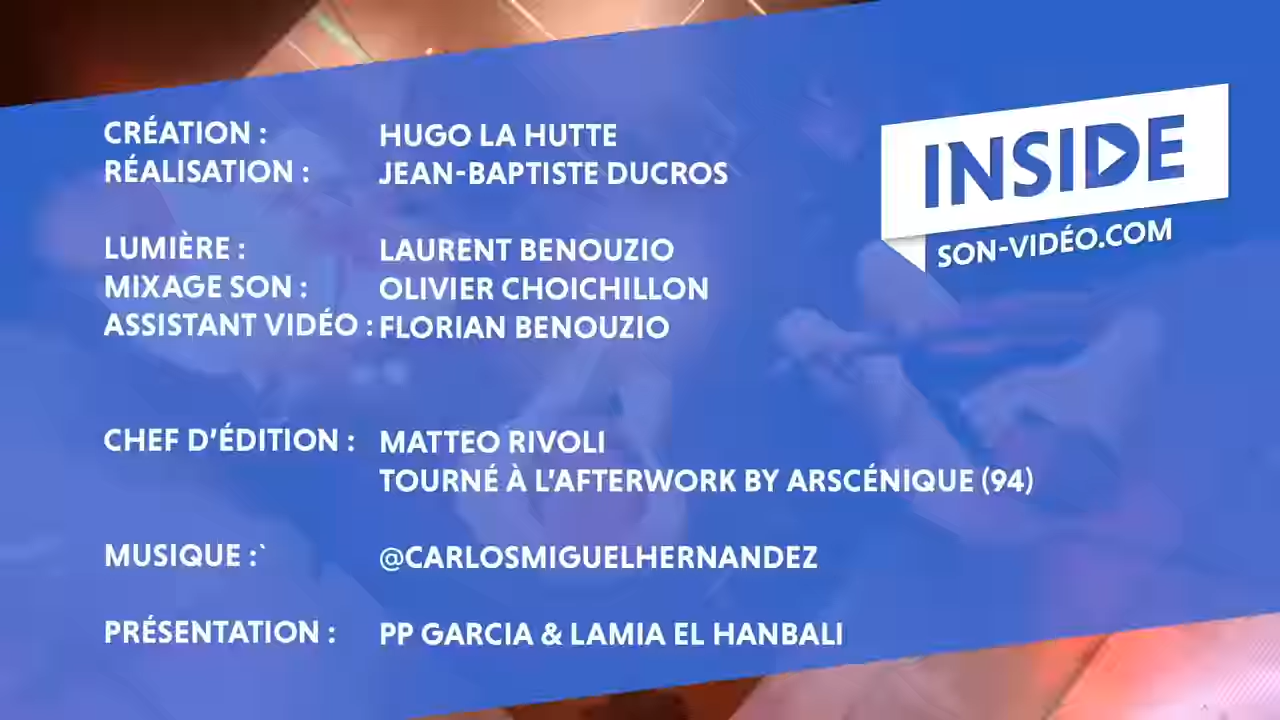 CRÉATION : HUGO LA HUTTE
RÉALISATION : JEAN-BAPTISTE DUCROS
INSIDE
SON-VIDÉO.COM
LUMIÈRE : LAURENT BENOUZIO
MIXAGE SON : OLIVIER CHOICHILLON
ASSISTANT VIDÉO : FLORIAN BENOUZIO
CHEF D'ÉDITION : MATTEO RIVOLI
TOURNÉ À L'AFTERWORK BY ARSCÉNIQUE (94)
MUSIQUE :` @CARLOSMIGUELHERNANDEZ
PRÉSENTATION : PP GARCIA & LAMIA EL HANBALI